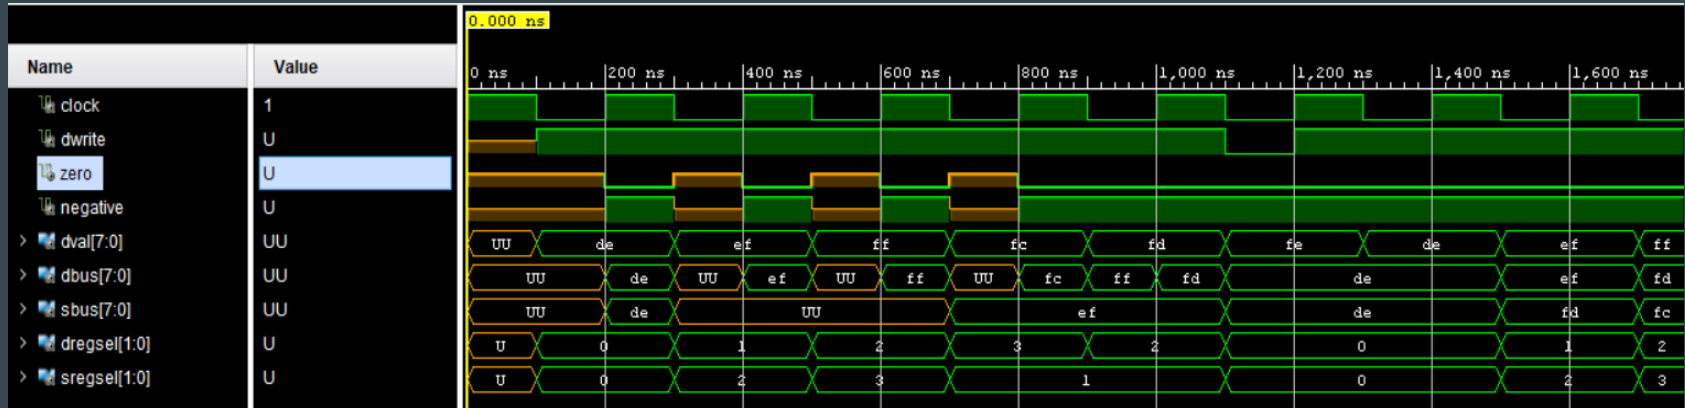 0.000 ns
Name Value
0 ns 200 ns 400 ns 600 ns 800 ns 1,000 ns 1,200 ns 1,400 ns 1,600 ns
clock 1
dwrite U
zero U
negative U
dval[7:0] UU UU de ef ff fc fd fe de ef ff
dbus[7:0] UU UU de UU ef UU ff UU fc ff fd de ef fd
sbus[7:0] UU UU de UU ef de fd fc
dregsel[1:0] U U 0 1 2 3 2 0 1 2
sregsel[1:0] U U 0 2 3 1 0 2 3